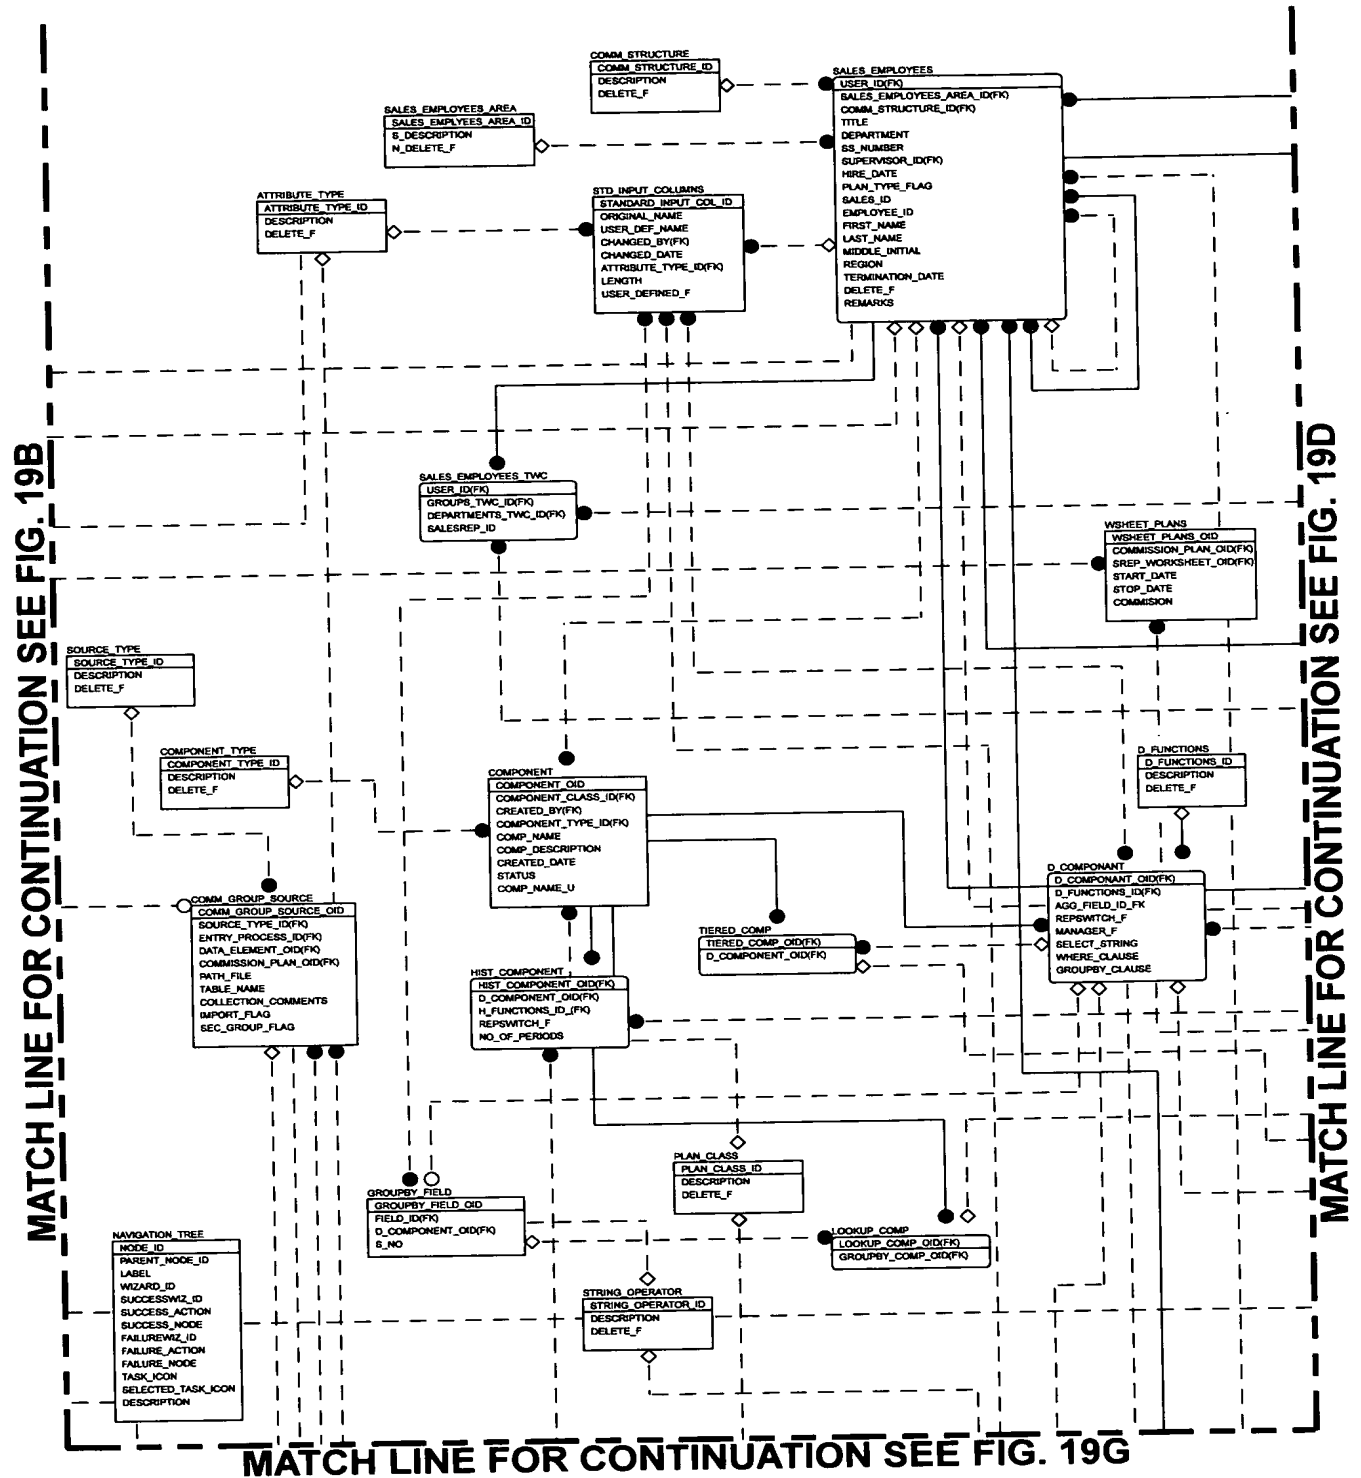 COMM_STRUCTURE
COMM_STRUCTURE_ID
DESCRIPTION
DELETE_F
SALES_EMPLOYEES
USER_ID(FK)
SALES_EMPLOYEES_AREA_ID(FK)
COMM_STRUCTURE_ID(FK)
TITLE
DEPARTMENT
SS_NUMBER
SUPERVISOR_ID(FK)
HIRE_DATE
PLAN_TYPE_FLAG
SALES_ID
EMPLOYEE_ID
FIRST_NAME
LAST_NAME
MIDDLE_INITIAL
REGION
TERMINATION_DATE
DELETE_F
REMARKS
SALES_EMPLOYEES_AREA
SALES_EMPLYEES_AREA_ID
S_DESCRIPTION
N_DELETE_F
ATTRIBUTE_TYPE
ATTRIBUTE_TYPE_ID
DESCRIPTION
DELETE_F
STD_INPUT_COLUMNS
STANDARD_INPUT_COL_ID
ORIGINAL_NAME
USER_DEF_NAME
CHANGED_BY(FK)
CHANGED_DATE
ATTRIBUTE_TYPE_ID(FK)
LENGTH
USER_DEFINED_F
MATCH LINE FOR CONTINUATION SEE FIG. 19B
MATCH LINE FOR CONTINUATION SEE FIG. 19D
SALES_EMPLOYEES_TWC
USER_ID(FK)
GROUPS_TWC_ID(FK)
DEPARTMENTS_TWC_ID(FK)
SALESREP_ID
WSHEET_PLANS
WSHEET_PLANS_OID
COMMISSION_PLAN_OID(FK)
SREP_WORKSHEET_OID(FK)
START_DATE
STOP_DATE
COMMISION
SOURCE_TYPE
SOURCE_TYPE_ID
DESCRIPTION
DELETE_F
COMPONENT_TYPE
COMPONENT_TYPE_ID
DESCRIPTION
DELETE_F
COMPONENT
COMPONENT_OID
COMPONENT_CLASS_ID(FK)
CREATED_BY(FK)
COMPONENT_TYPE_ID(FK)
COMP_NAME
COMP_DESCRIPTION
CREATED_DATE
STATUS
COMP_NAME_U
D_FUNCTIONS
D_FUNCTIONS_ID
DESCRIPTION
DELETE_F
COMM_GROUP_SOURCE
COMM_GROUP_SOURCE_OID
SOURCE_TYPE_ID(FK)
ENTRY_PROCESS_ID(FK)
DATA_ELEMENT_OID(FK)
COMMISSION_PLAN_OID(FK)
PATH_FILE
TABLE_NAME
COLLECTION_COMMENTS
IMPORT_FLAG
SEC_GROUP_FLAG
D_COMPONANT
D_COMPONANT_OID(FK)
D_FUNCTIONS_ID(FK)
AGG_FIELD_ID_FK
REPSWITCH_F
MANAGER_F
SELECT_STRING
WHERE_CLAUSE
GROUPBY_CLAUSE
TIERED_COMP
TIERED_COMP_OID(FK)
D_COMPONENT_OID(FK)
HIST_COMPONENT
HIST_COMPONENT_OID(FK)
D_COMPONENT_OID(FK)
H_FUNCTIONS_ID_(FK)
REPSWITCH_F
NO_OF_PERIODS
PLAN_CLASS
PLAN_CLASS_ID
DESCRIPTION
DELETE_F
GROUPBY_FIELD
GROUPBY_FIELD_OID
FIELD_ID(FK)
D_COMPONENT_OID(FK)
S_NO
LOOKUP_COMP
LOOKUP_COMP_OID(FK)
GROUPBY_COMP_OID(FK)
NAVIGATION_TREE
NODE_ID
PARENT_NODE_ID
LABEL
WIZARD_ID
SUCCESSWIZ_ID
SUCCESS_ACTION
SUCCESS_NODE
FAILUREWIZ_ID
FAILURE_ACTION
FAILURE_NODE
TASK_ICON
SELECTED_TASK_ICON
DESCRIPTION
STRING_OPERATOR
STRING_OPERATOR_ID
DESCRIPTION
DELETE_F
MATCH LINE FOR CONTINUATION SEE FIG. 19G